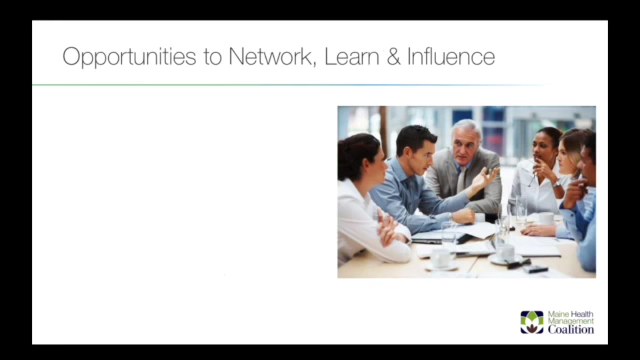 Opportunities to Network, Learn & Influence
Maine Health
Management
Coalition